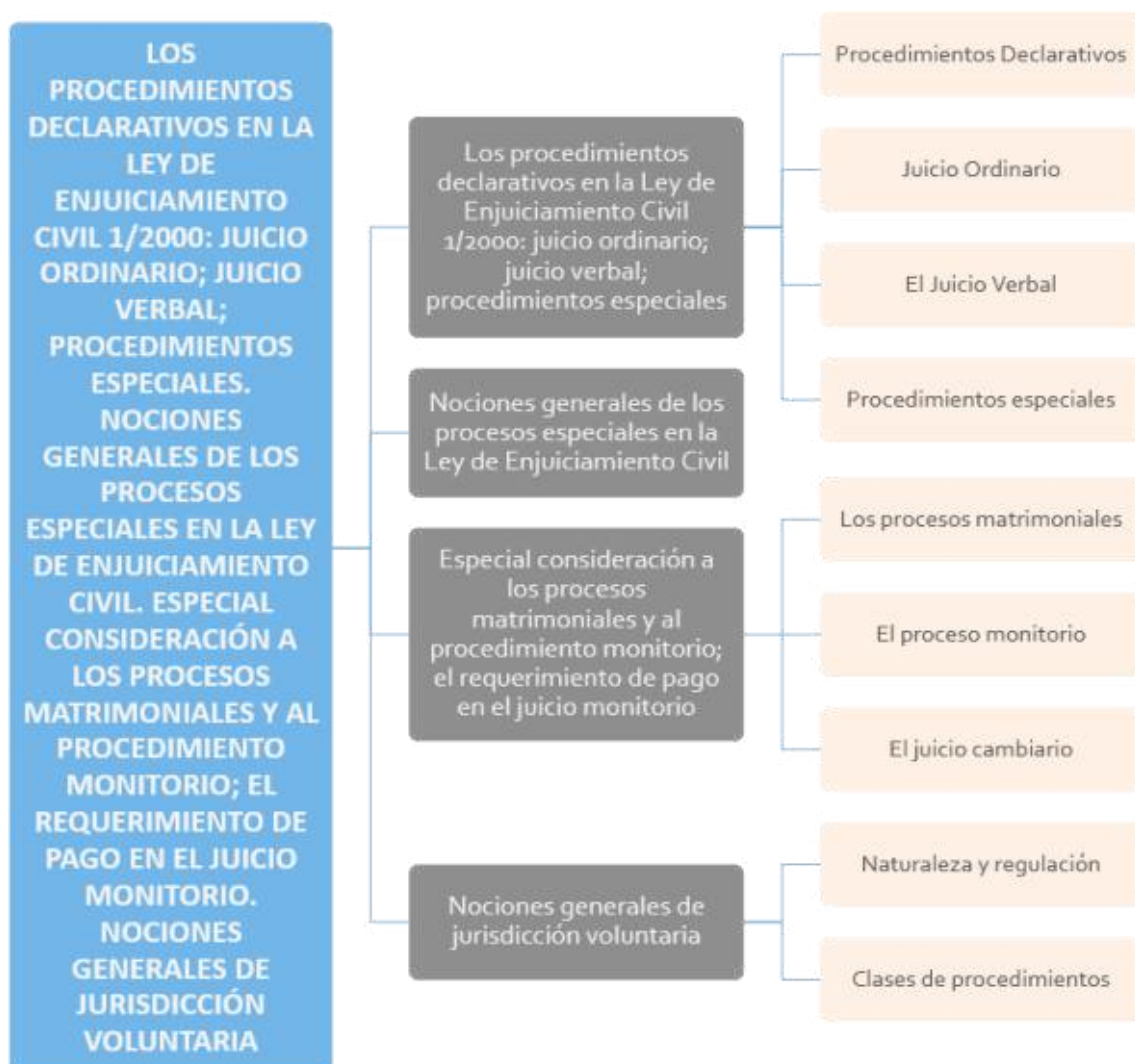 LOS
PROCEDIMIENTOS
DECLARATIVOS EN LA
LEY DE
ENJUICIAMIENTO
CIVIL 1/2000: JUICIO
ORDINARIO; JUICIO
VERBAL;
PROCEDIMIENTOS
ESPECIALES.
NOCIONES
GENERALES DE LOS
PROCESOS
ESPECIALES EN LA LEY
DE ENJUICIAMIENTO
CIVIL. ESPECIAL
CONSIDERACIÓN A
LOS PROCESOS
MATRIMONIALES Y AL
PROCEDIMIENTO
MONITORIO; EL
REQUERIMIENTO DE
PAGO EN EL JUICIO
MONITORIO.
NOCIONES
GENERALES DE
JURISDICCIÓN
VOLUNTARIA
Los procedimientos
declarativos en la Ley de
Enjuiciamiento Civil
1/2000: juicio ordinario;
juicio verbal;
procedimientos especiales
Procedimientos Declarativos
Juicio Ordinario
El Juicio Verbal
Procedimientos especiales
Nociones generales de los
procesos especiales en la
Ley de Enjuiciamiento Civil
Especial consideración a
los procesos
matrimoniales y al
procedimiento monitorio;
el requerimiento de pago
en el juicio monitorio
Los procesos matrimoniales
El proceso monitorio
El juicio cambiario
Nociones generales de
jurisdicción voluntaria
Naturaleza y regulación
Clases de procedimientos